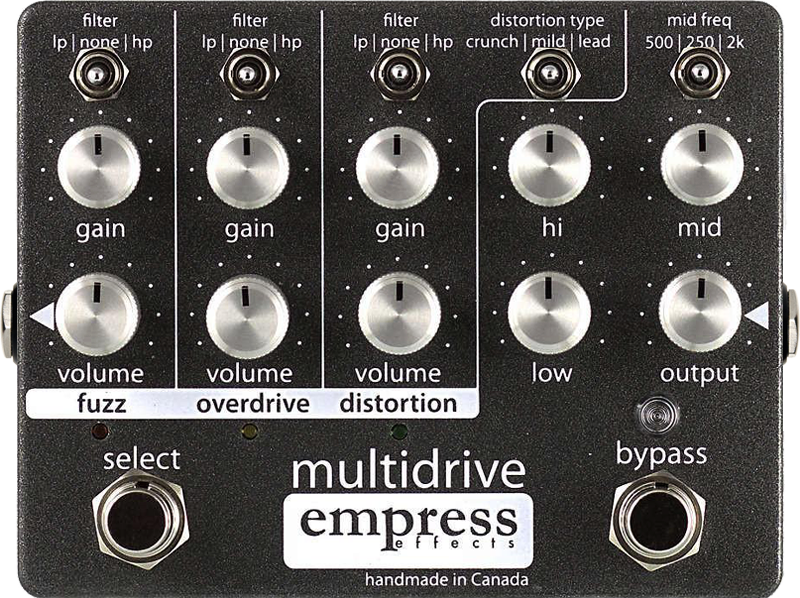 filter
lp | none | hp
filter
lp | none | hp
filter
lp | none | hp
distortion type
crunch | mild | lead
mid freq
500 | 250 | 2k
gain
gain
gain
hi
mid
volume
volume
volume
low
output
fuzz
overdrive
distortion
select
bypass
multidrive
empress
effects
handmade in Canada